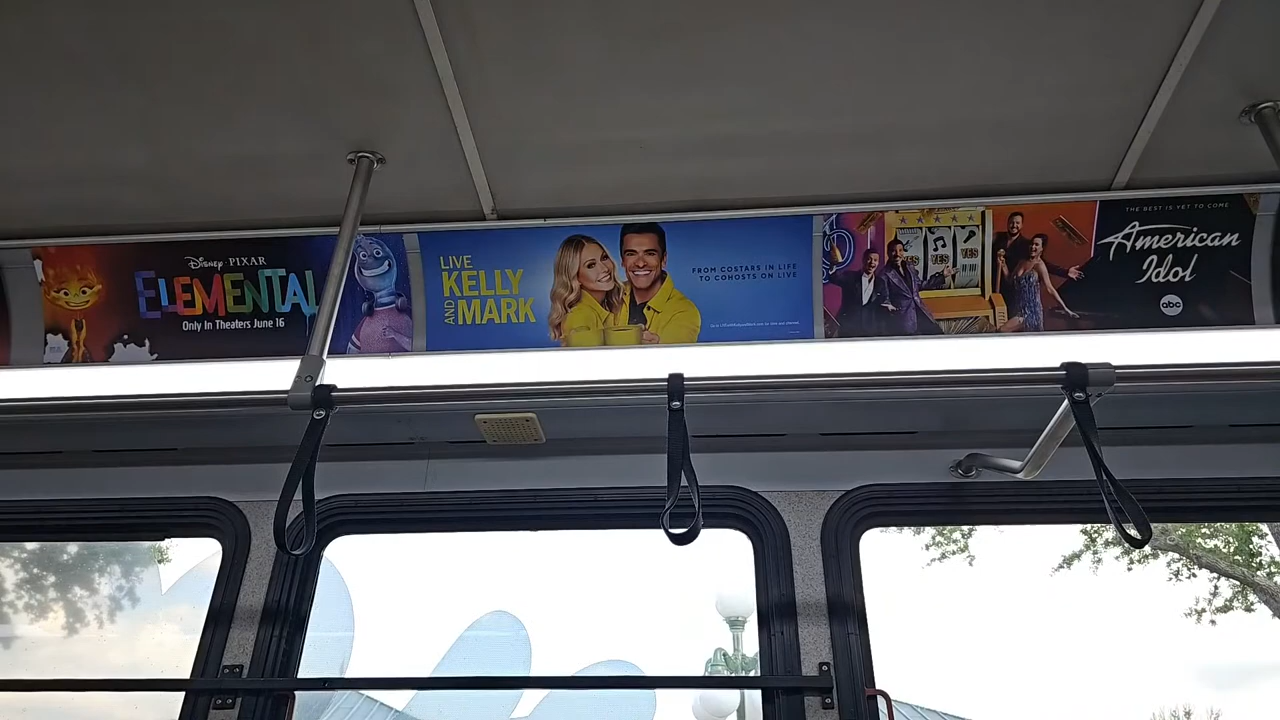 Disney · PIXAR
ELEMENTAL
Only In Theaters June 16
LIVE
KELLY
AND MARK
FROM COSTARS IN LIFE
TO COHOSTS ON LIVE
YES YES YES
THE BEST IS YET TO COME
American
Idol
abc